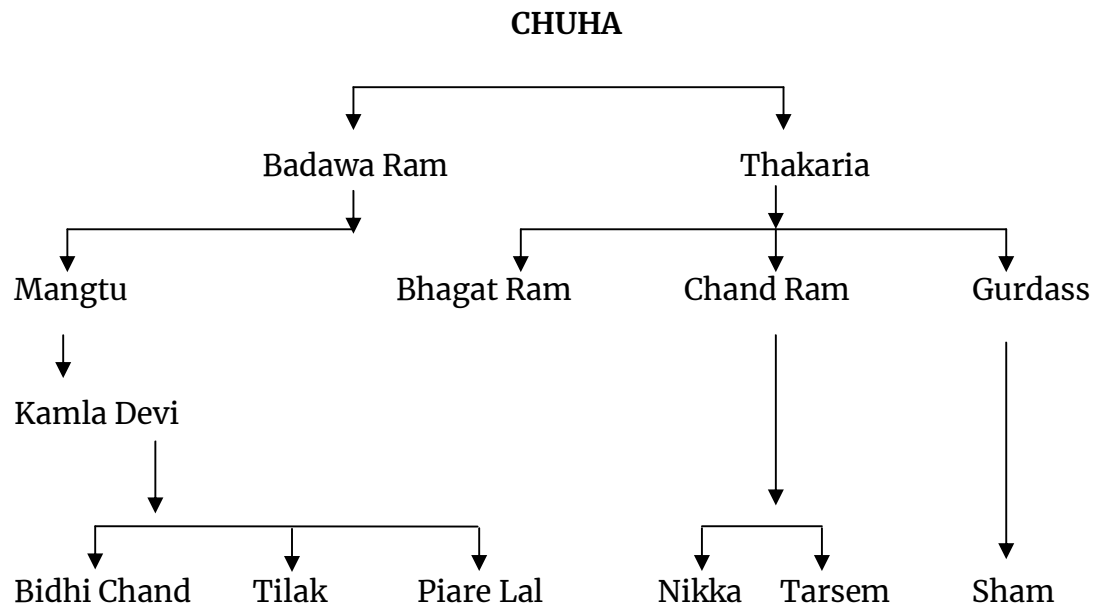 CHUHA
Badawa Ram Thakaria
Mangtu Bhagat Ram Chand Ram Gurdass
Kamla Devi
Bidhi Chand Tilak Piare Lal Nikka Tarsem Sham